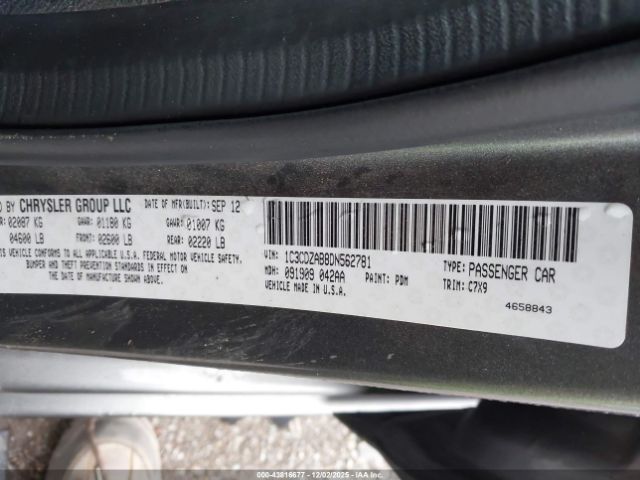 D BY CHRYSLER GROUP LLC DATE OF MFR(BUILT): SEP 12
02087 KG GAWR: 01180 KG GAWR: 01007 KG
04600 LB FRONT: 02600 LB REAR: 02220 LB
THIS VEHICLE CONFORMS TO ALL APPLICABLE U.S.A. FEDERAL MOTOR VEHICLE SAFETY,
BUMPER AND THEFT PREVENTION STANDARDS IN EFFECT
ON THE DATE OF MANUFACTURE SHOWN ABOVE.
VIN: 1C3CDZAB8DN562781 TYPE: PASSENGER CAR
MDH: 091909 042AA PAINT: PDM TRIM: C7X9
VEHICLE MADE IN U.S.A. 4658843
© 43816677 - 12/02/2025 - IAA Inc.